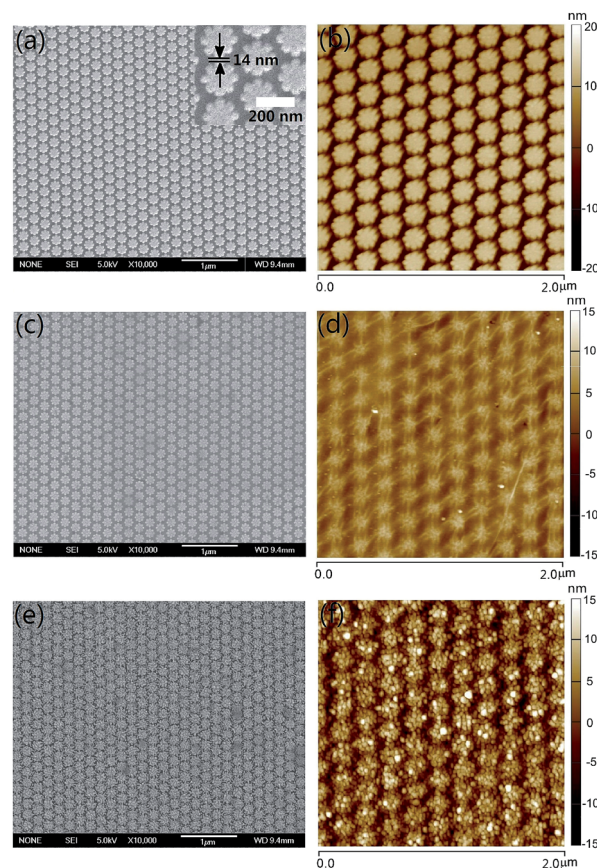 (a)
14 nm
200 nm
NONE SEI 5.0kV X10,000 1μm WD 9.4mm
(b)
nm
20
10
0
-10
-20
0.0 2.0μm
(c)
NONE SEI 5.0kV X10,000 1μm WD 9.4mm
(d)
nm
15
10
5
0
-5
-10
-15
0.0 2.0μm
(e)
NONE SEI 5.0kV X10,000 1μm WD 9.4mm
(f)
nm
15
10
5
0
-5
-10
-15
0.0 2.0μm